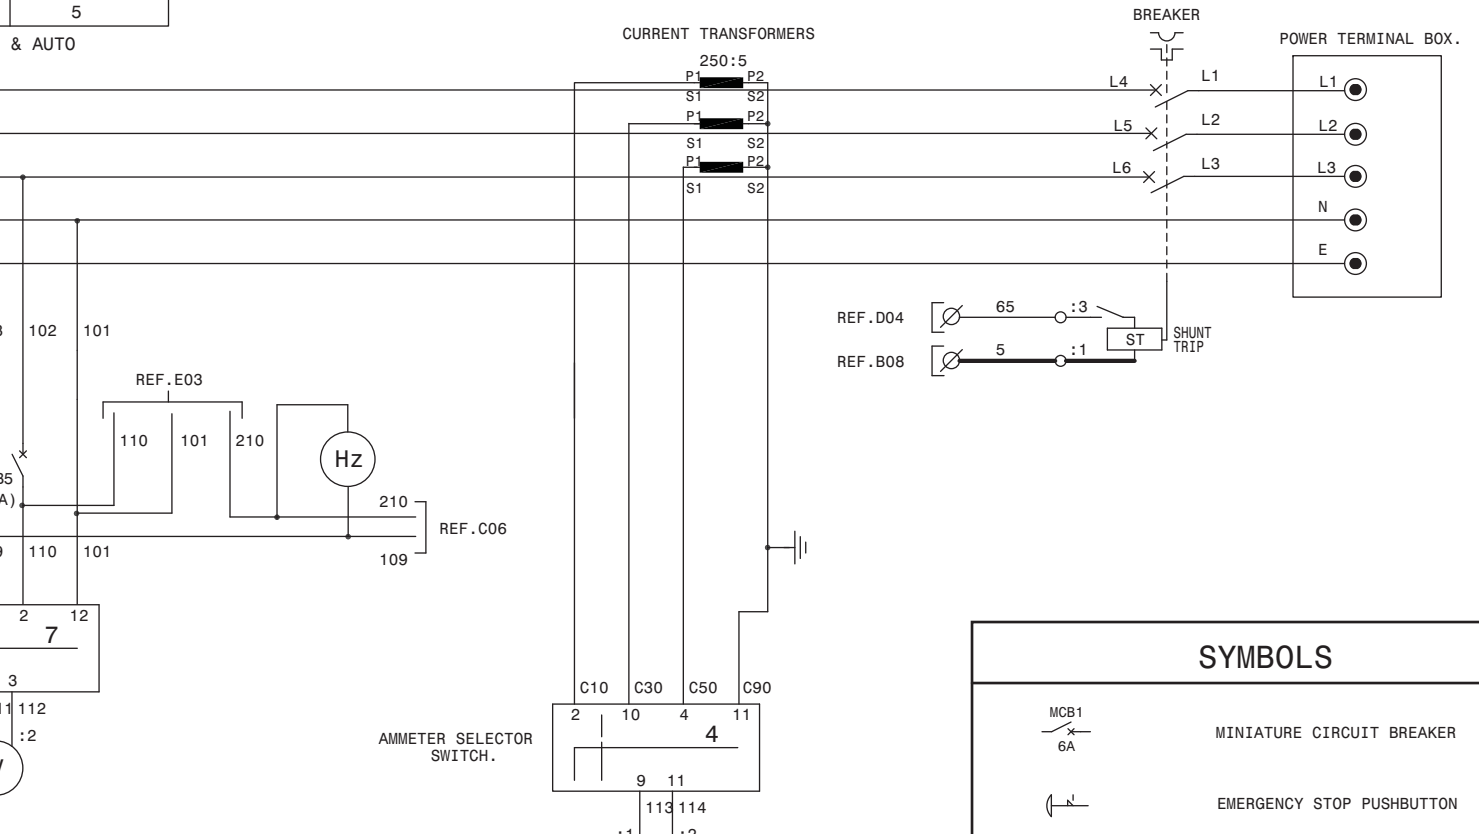 5
& AUTO
BREAKER
CURRENT TRANSFORMERS
POWER TERMINAL BOX.
250:5
P1 P2
S1 S2
P1 P2
S1 S2
P1 P2
S1 S2
L4 L1 L1
L5 L2 L2
L6 L3 L3
N
E
REF.D04 65 :3
ST SHUNT
TRIP
REF.B08 5 :1
102 101
REF.E03
110 101 210
Hz
210
REF.C06
109
110 101
2 12
7
3
112
:2
C10 C30 C50 C90
2 10 4 11
4
AMMETER SELECTOR
SWITCH.
9 11
113 114
SYMBOLS
MCB1
6A
MINIATURE CIRCUIT BREAKER
EMERGENCY STOP PUSHBUTTON